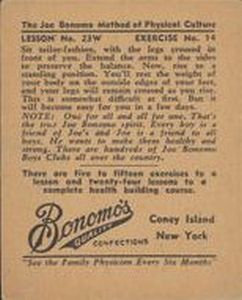 The Joe Bonomo Method of Physical Culture
LESSON No. 23W EXERCISE No. 14
Sit tailor-fashion, with the legs crossed in
front of you. Extend the arms to the sides
to preserve the balance. Now, rise to a
standing position. You'll rest the weight of
your body on the outside edges of your feet,
and your legs will remain crossed as you rise.
This is somewhat difficult at first. But it
will become easy for you in a few days.
NOTE: One for all and all for one. That's
the true Joe Bonomo spirit. Every boy is a
friend of Joe's and Joe is a friend to all
boys. He wants to make them healthy and
strong. There are hundreds of Joe Bonomo
Boys Clubs all over the country.
There are five to fifteen exercises to a
lesson and twenty-four lessons to a
complete health building course.
Bonomo's
QUALITY
CONFECTIONS
Coney Island
New York
"See the Family Physician Every Six Months"